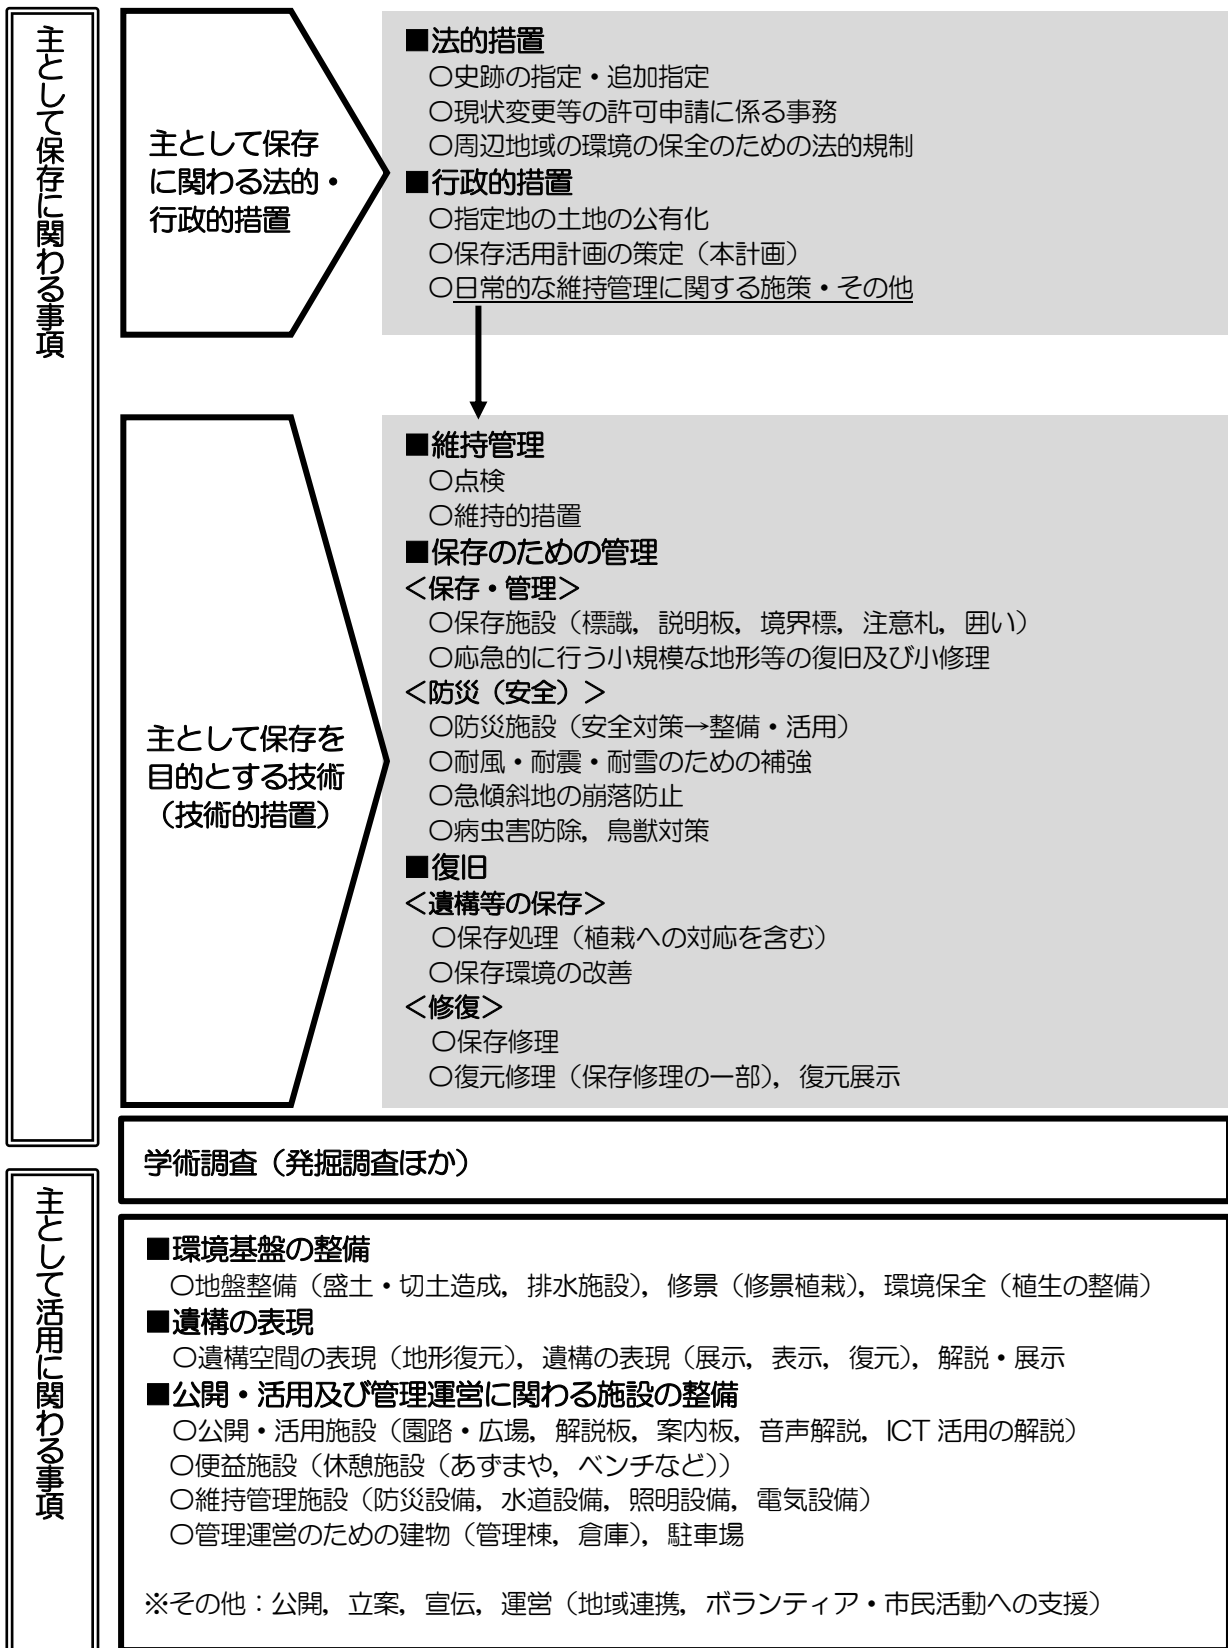 主として保存に関わる事項
主として保存
に関わる法的・
行政的措置
■法的措置
○史跡の指定・追加指定
○現状変更等の許可申請に係る事務
○周辺地域の環境の保全のための法的規制
■行政的措置
○指定地の土地の公有化
○保存活用計画の策定（本計画）
○日常的な維持管理に関する施策・その他
主として保存を
目的とする技術
（技術的措置）
■維持管理
○点検
○維持的措置
■保存のための管理
＜保存・管理＞
○保存施設（標識，説明板，境界標，注意札，囲い）
○応急的に行う小規模な地形等の復旧及び小修理
＜防災（安全）＞
○防災施設（安全対策→整備・活用）
○耐風・耐震・耐雪のための補強
○急傾斜地の崩落防止
○病虫害防除，鳥獣対策
■復旧
＜遺構等の保存＞
○保存処理（植栽への対応を含む）
○保存環境の改善
＜修復＞
○保存修理
○復元修理（保存修理の一部），復元展示
学術調査（発掘調査ほか）
主として活用に関わる事項
■環境基盤の整備
○地盤整備（盛土・切土造成，排水施設），修景（修景植栽），環境保全（植生の整備）
■遺構の表現
○遺構空間の表現（地形復元），遺構の表現（展示，表示，復元），解説・展示
■公開・活用及び管理運営に関わる施設の整備
○公開・活用施設（園路・広場，解説板，案内板，音声解説，ICT 活用の解説）
○便益施設（休憩施設（あずまや，ベンチなど））
○維持管理施設（防災設備，水道設備，照明設備，電気設備）
○管理運営のための建物（管理棟，倉庫），駐車場
※その他：公開，立案，宣伝，運営（地域連携，ボランティア・市民活動への支援）